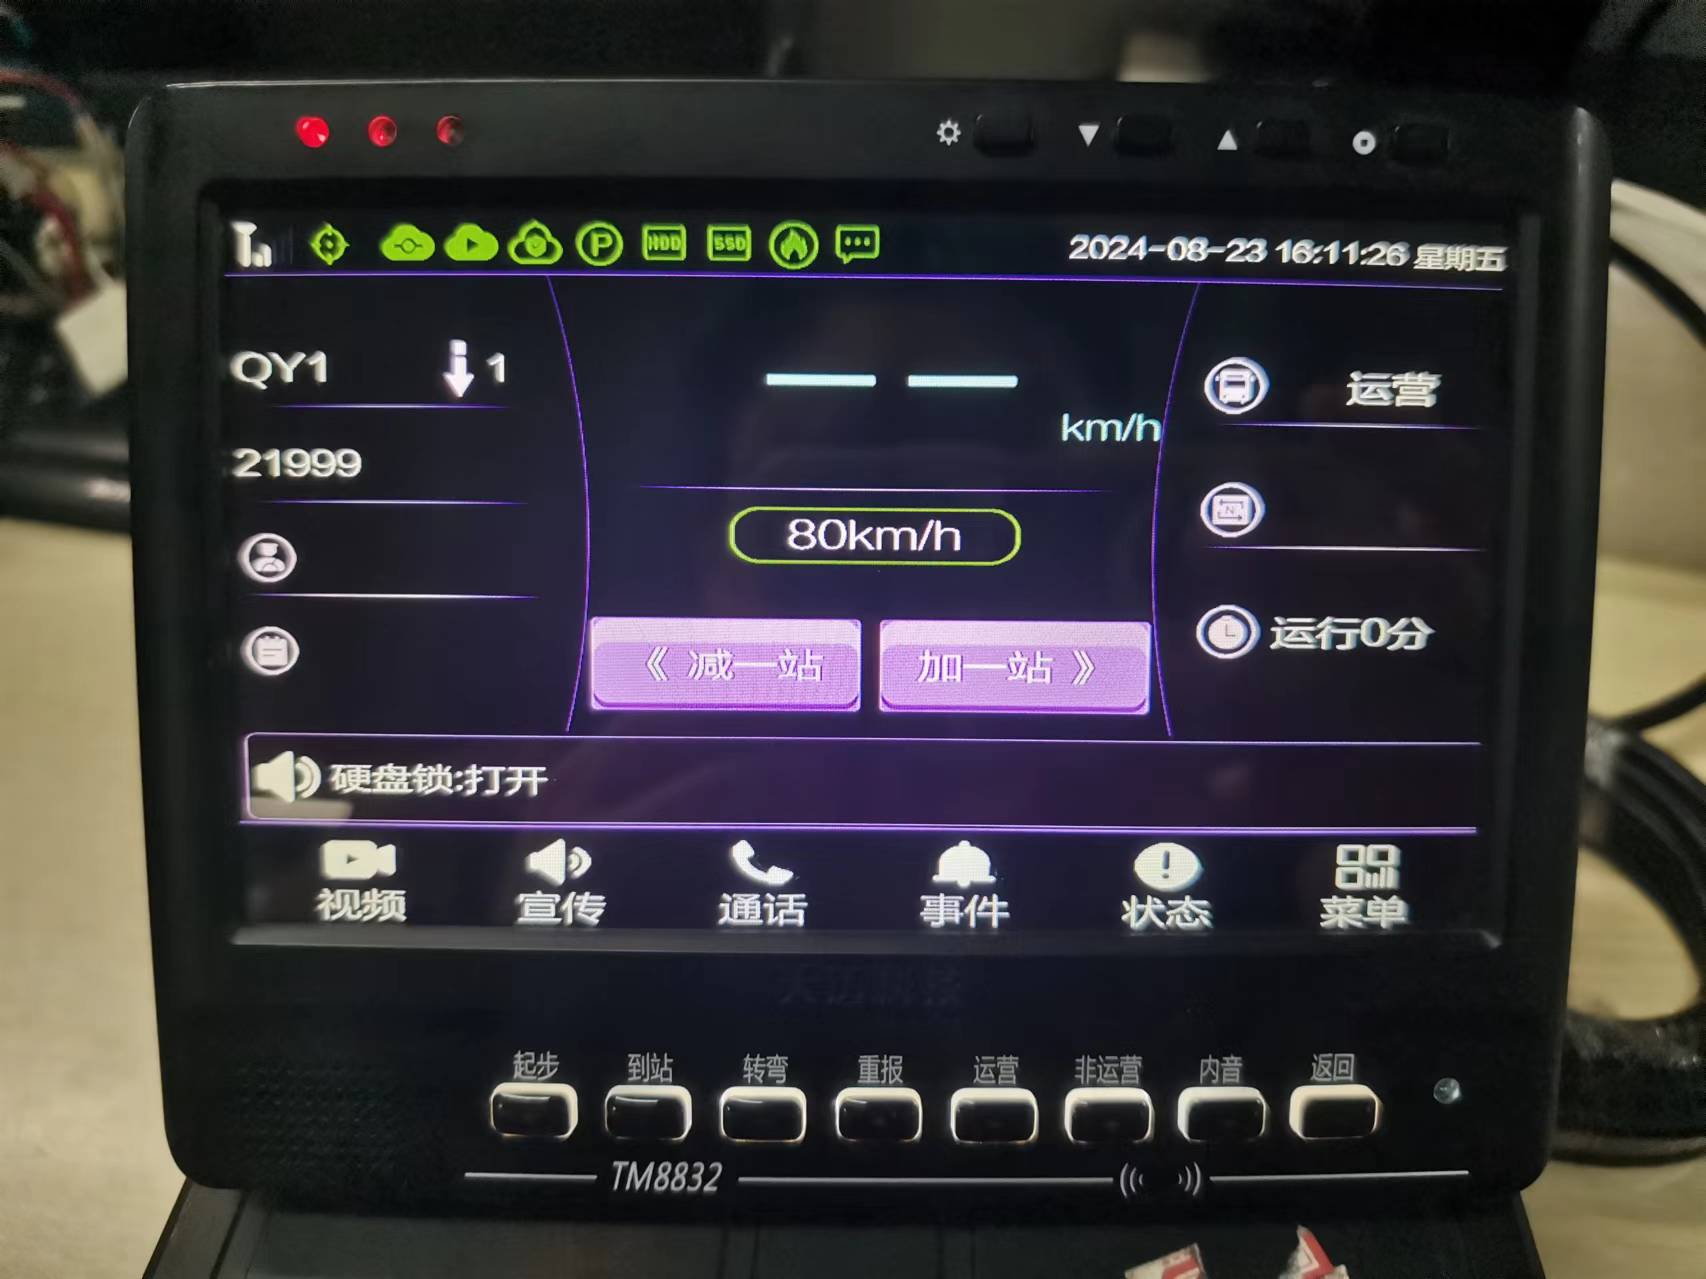 P HDD SSD 2024-08-23 16:11:26 星期五
QY1 1
— —
km/h
运营
21999
80km/h
N
《 减一站
加一站 》
运行0分
硬盘锁:打开
视频 宣传 通话 事件 状态 菜单
起步 到站 转弯 重报 运营 非运营 内音 返回
TM8832